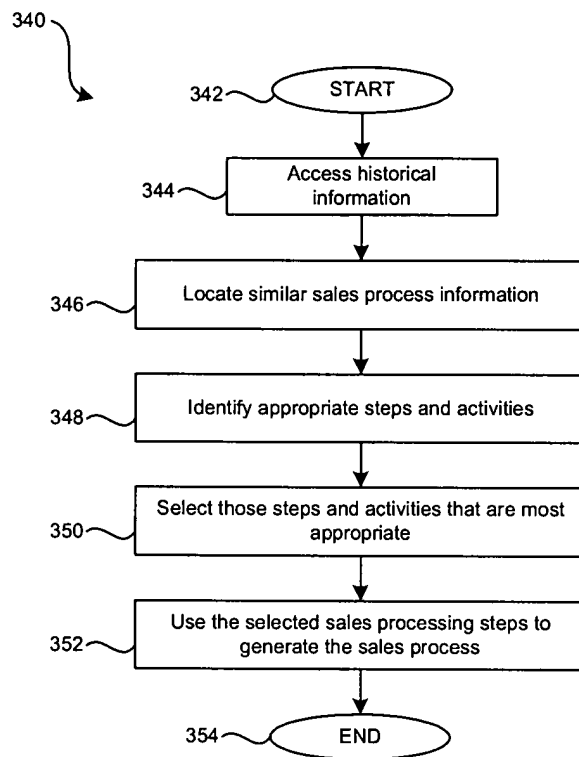 340
342
START
344
Access historical
information
346
Locate similar sales process information
348
Identify appropriate steps and activities
350
Select those steps and activities that are most
appropriate
352
Use the selected sales processing steps to
generate the sales process
354
END